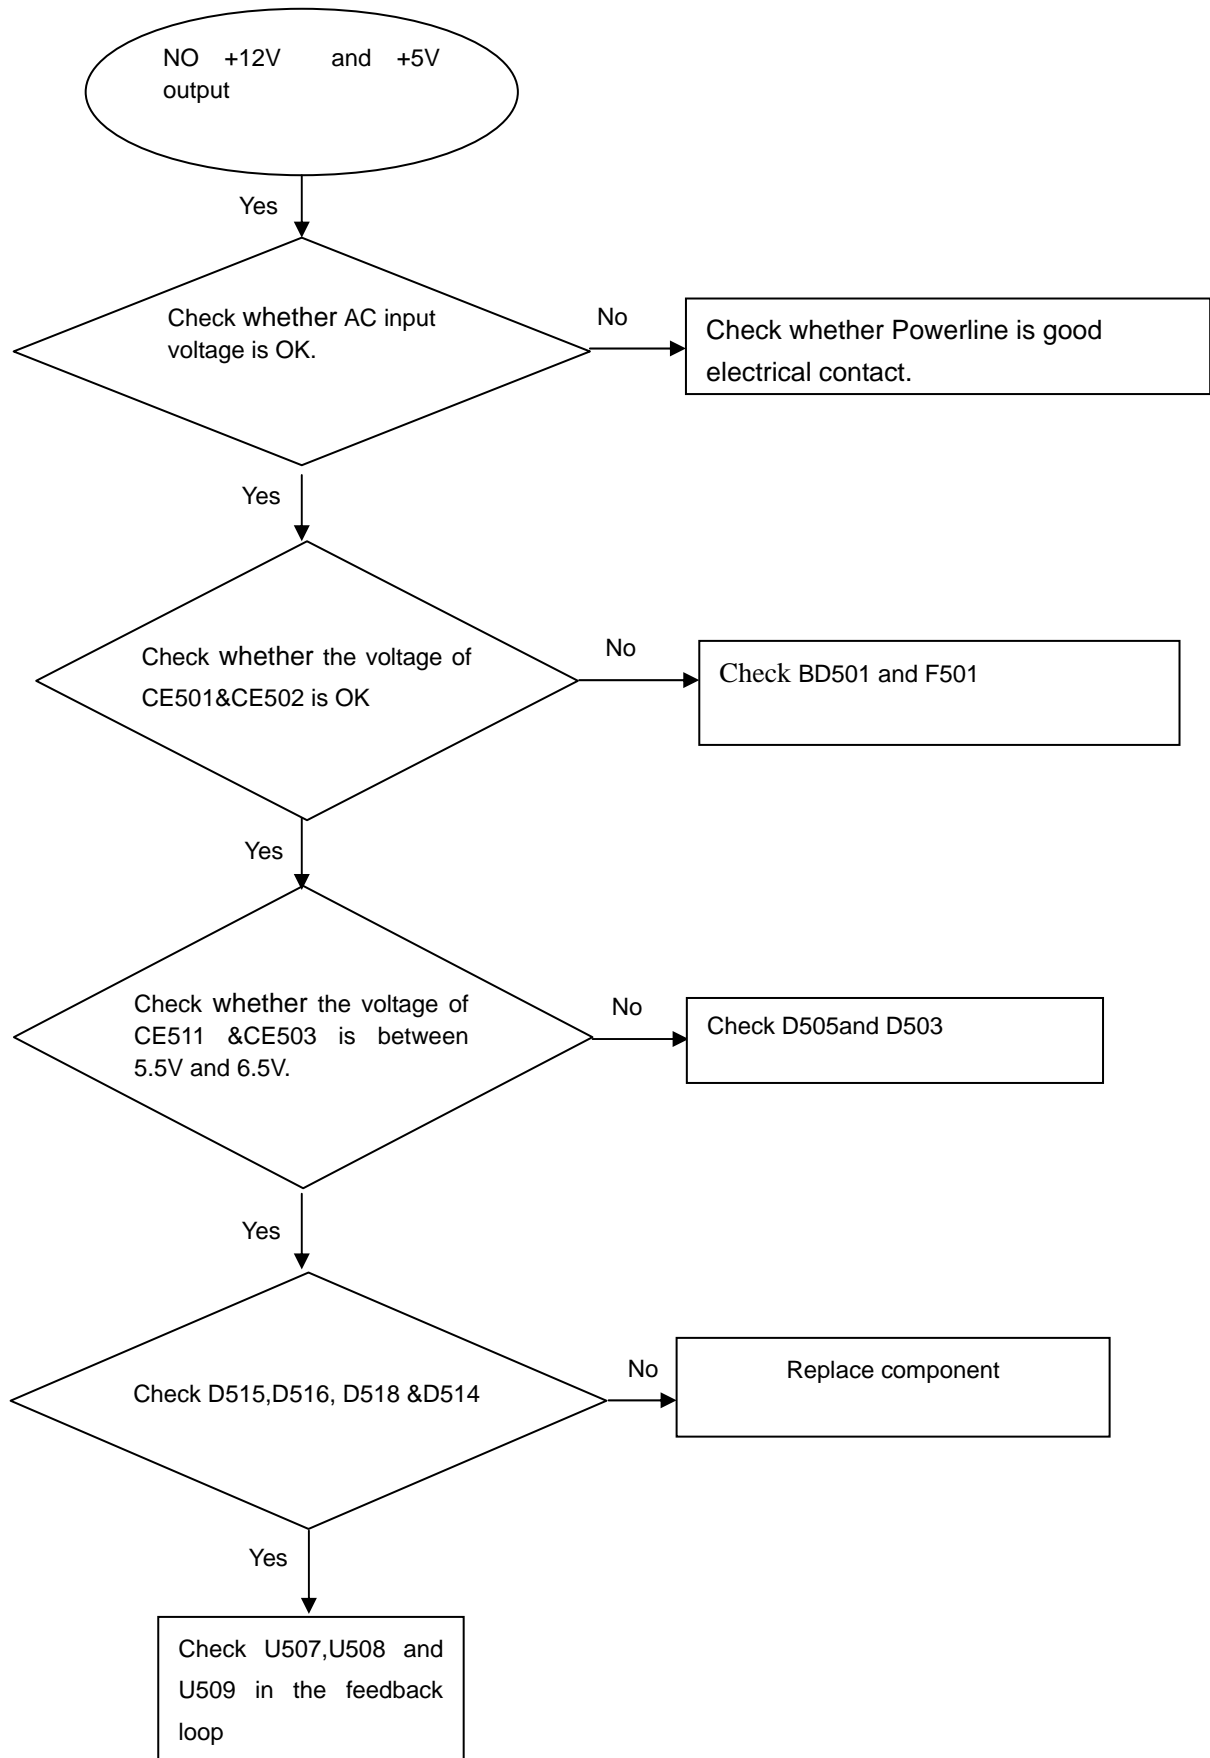 NO +12V and +5V
output
Yes
Check whether AC input
voltage is OK.
No
Check whether Powerline is good
electrical contact.
Yes
Check whether the voltage of
CE501&CE502 is OK
No
Check BD501 and F501
Yes
Check whether the voltage of
CE511 &CE503 is between
5.5V and 6.5V.
No
Check D505and D503
Yes
Check D515,D516, D518 &D514
No
Replace component
Yes
Check U507,U508 and
U509 in the feedback
loop